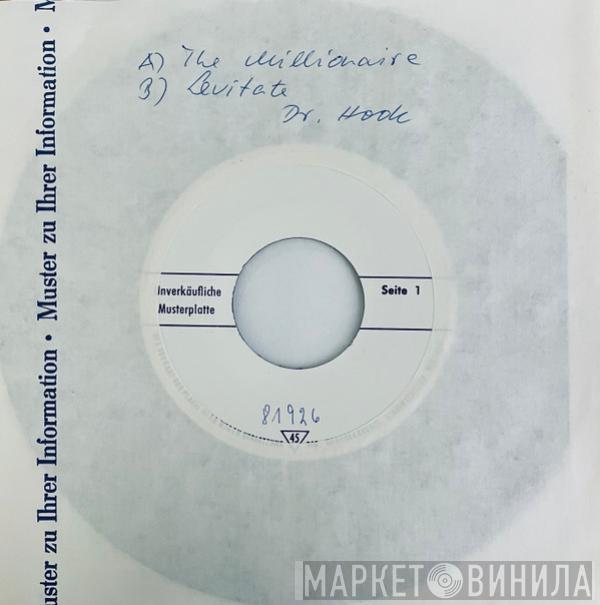 A) The Millionaire
B) Levitate
Dr. Hook
uster zu Ihrer Information • Muster zu Ihrer Information • M
Inverkäufliche
Musterplatte
Seite 1
81926
45
МАРКЕТ ВИНИЛА